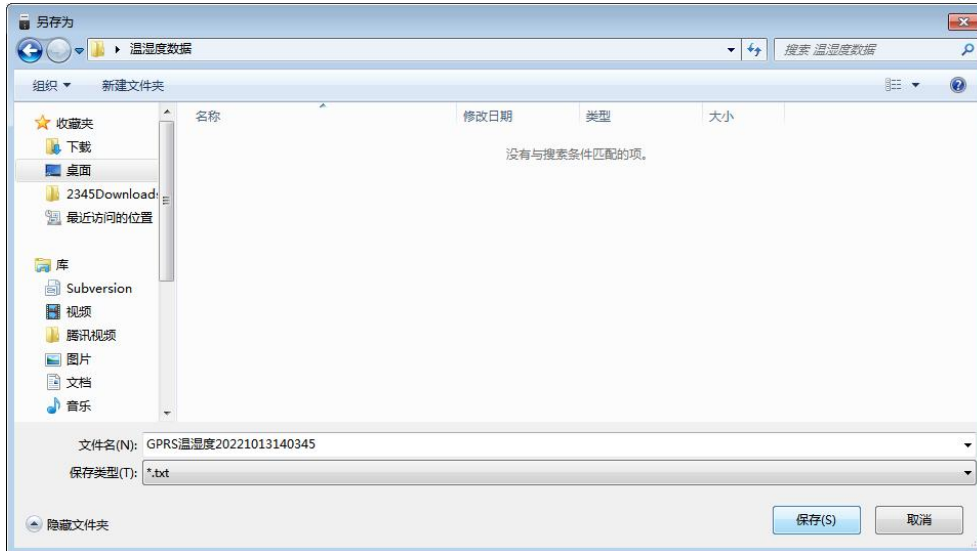 另存为
温湿度数据
搜索 温湿度数据
组织 新建文件夹
名称 修改日期 类型 大小
没有与搜索条件匹配的项。
收藏夹
下载
桌面
2345Downloads
最近访问的位置
库
Subversion
视频
腾讯视频
图片
文档
音乐
文件名(N): GPRS温湿度20221013140345
保存类型(T): *.txt
隐藏文件夹 保存(S) 取消